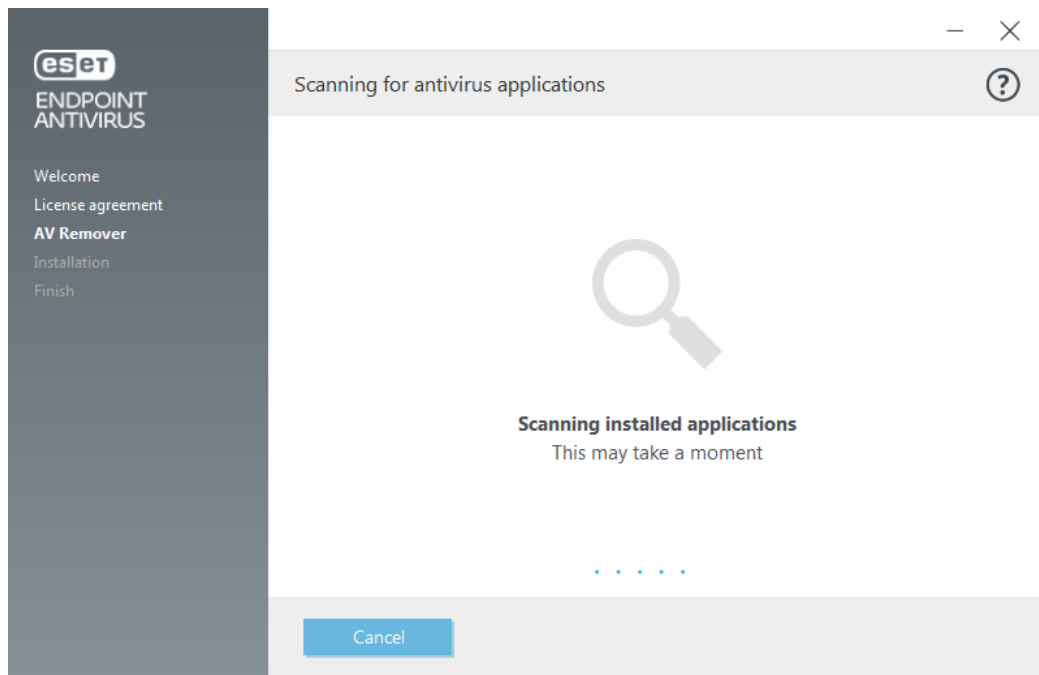 eseT
ENDPOINT
ANTIVIRUS
Welcome
License agreement
AV Remover
Installation
Finish
Scanning for antivirus applications
?
Scanning installed applications
This may take a moment
Cancel